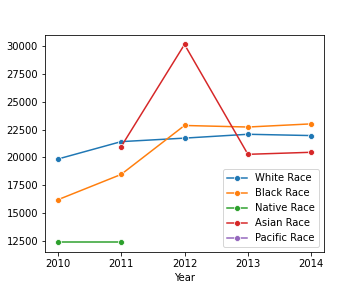 30000
27500
25000
22500
20000
17500
15000
12500
White Race
Black Race
Native Race
Asian Race
Pacific Race
2010 2011 2012 2013 2014
Year